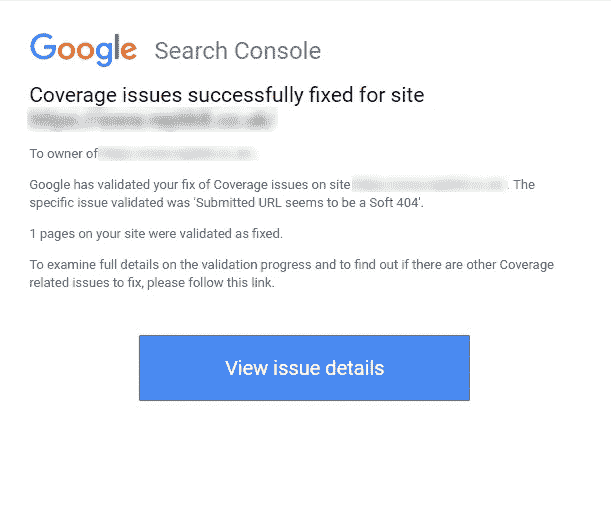 Google Search Console
Coverage issues successfully fixed for site
To owner of
Google has validated your fix of Coverage issues on site . The
specific issue validated was 'Submitted URL seems to be a Soft 404'.
1 pages on your site were validated as fixed.
To examine full details on the validation progress and to find out if there are other Coverage
related issues to fix, please follow this link.
View issue details